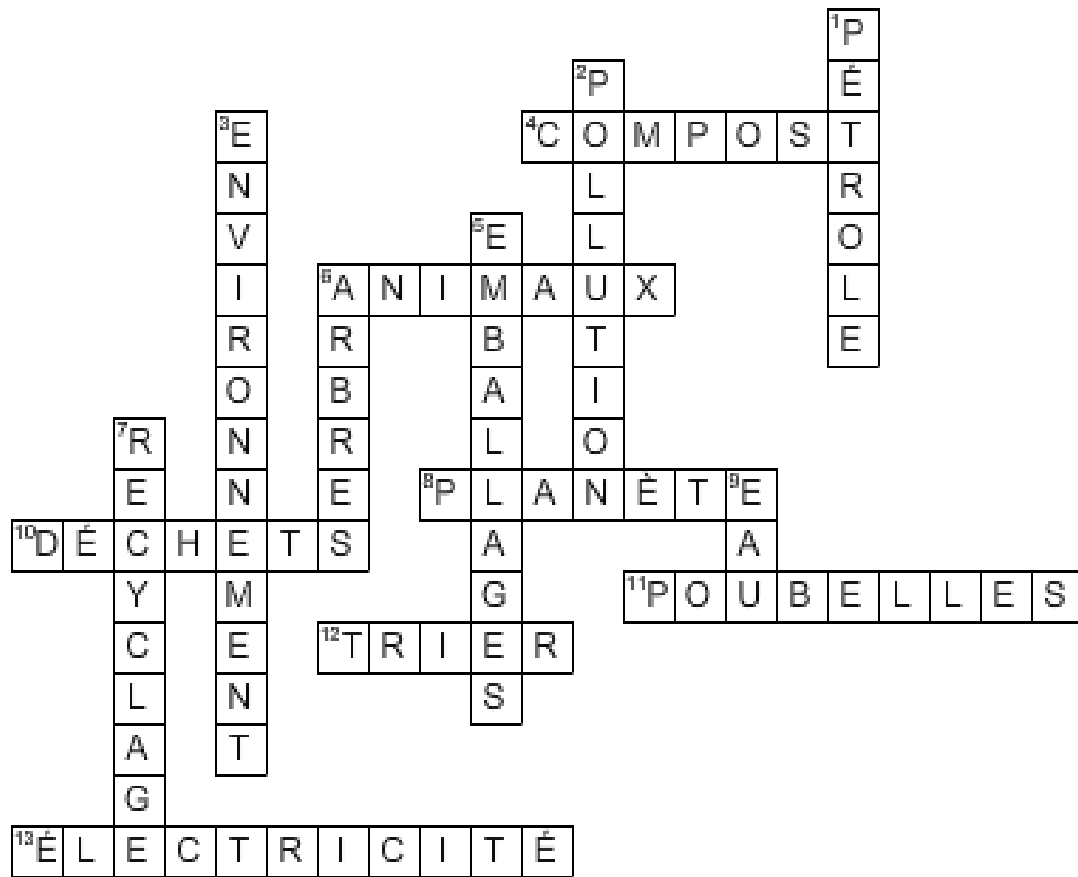 1 PÉTROLE
2 POLLUTION
3 ENVIRONNEMENT
4 COMPOST
5 EMBALLAGES
6 ANIMAUX
ARBRES
7 RECYCLAGE
8 PLANÈTE
9 EAU
10 DÉCHETS
11 POUBELLES
12 TRIER
13 ÉLECTRICITÉ